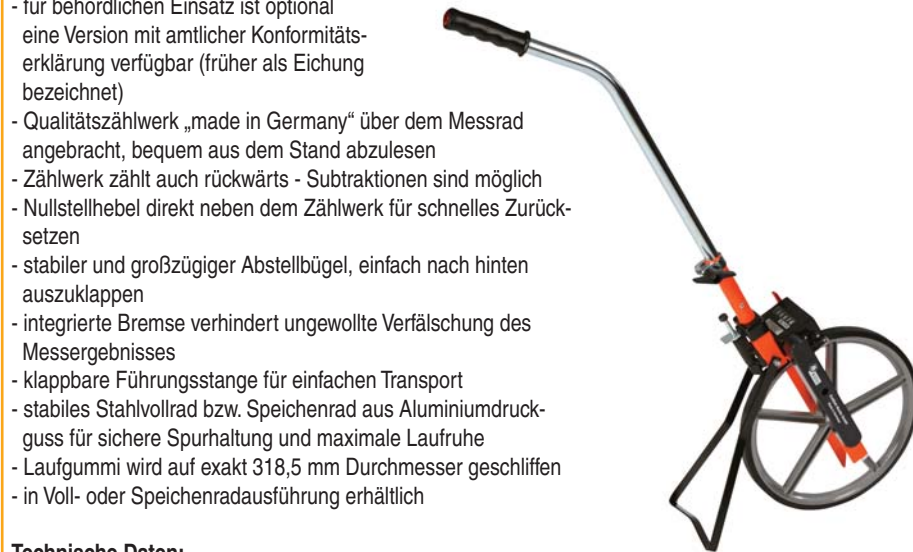 - für behördlichen Einsatz ist optional
eine Version mit amtlicher Konformitäts-
erklärung verfügbar (früher als Eichung
bezeichnet)
- Qualitätszählwerk „made in Germany“ über dem Messrad
angebracht, bequem aus dem Stand abzulesen
- Zählwerk zählt auch rückwärts - Subtraktionen sind möglich
- Nullstellhebel direkt neben dem Zählwerk für schnelles Zurück-
setzen
- stabiler und großzügiger Abstellbügel, einfach nach hinten
auszuklappen
- integrierte Bremse verhindert ungewollte Verfälschung des
Messergebnisses
- klappbare Führungsstange für einfachen Transport
- stabiles Stahlvollrad bzw. Speichenrad aus Aluminiumdruck-
guss für sichere Spurhaltung und maximale Laufruhe
- Laufgummi wird auf exakt 318,5 mm Durchmesser geschliffen
- in Voll- oder Speichenradausführung erhältlich
Technische Daten: